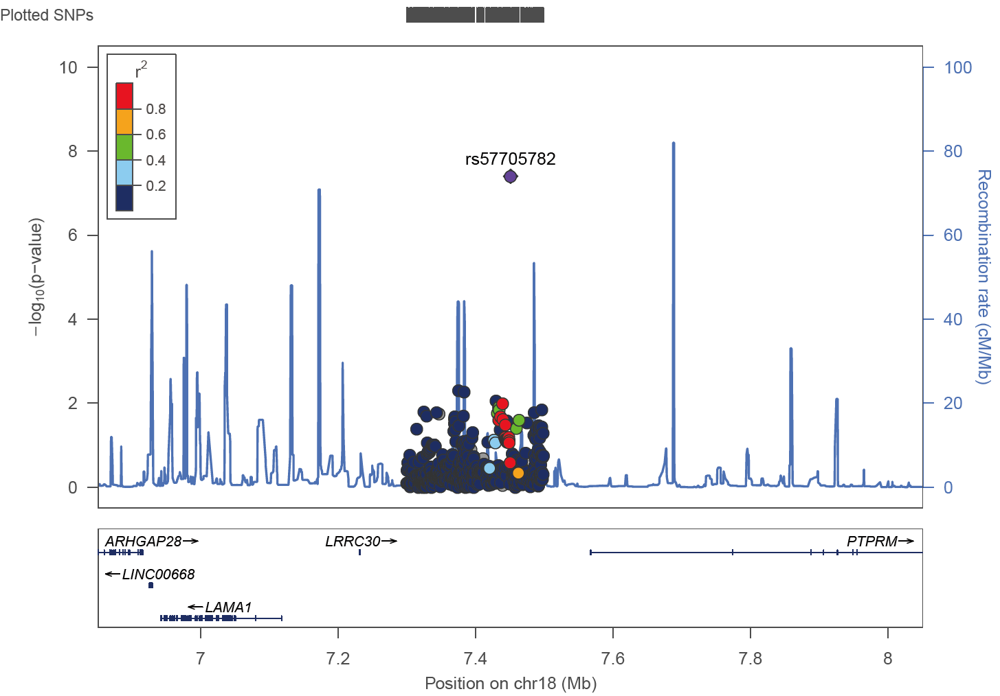 Plotted SNPs
r2
0.8
0.6
0.4
0.2
rs57705782
10
8
6
4
2
0
−log10(p−value)
100
80
60
40
20
0
Recombination rate (cM/Mb)
ARHGAP28→
LRRC30→
PTPRM→
←LINC00668
←LAMA1
7 7.2 7.4 7.6 7.8 8
Position on chr18 (Mb)